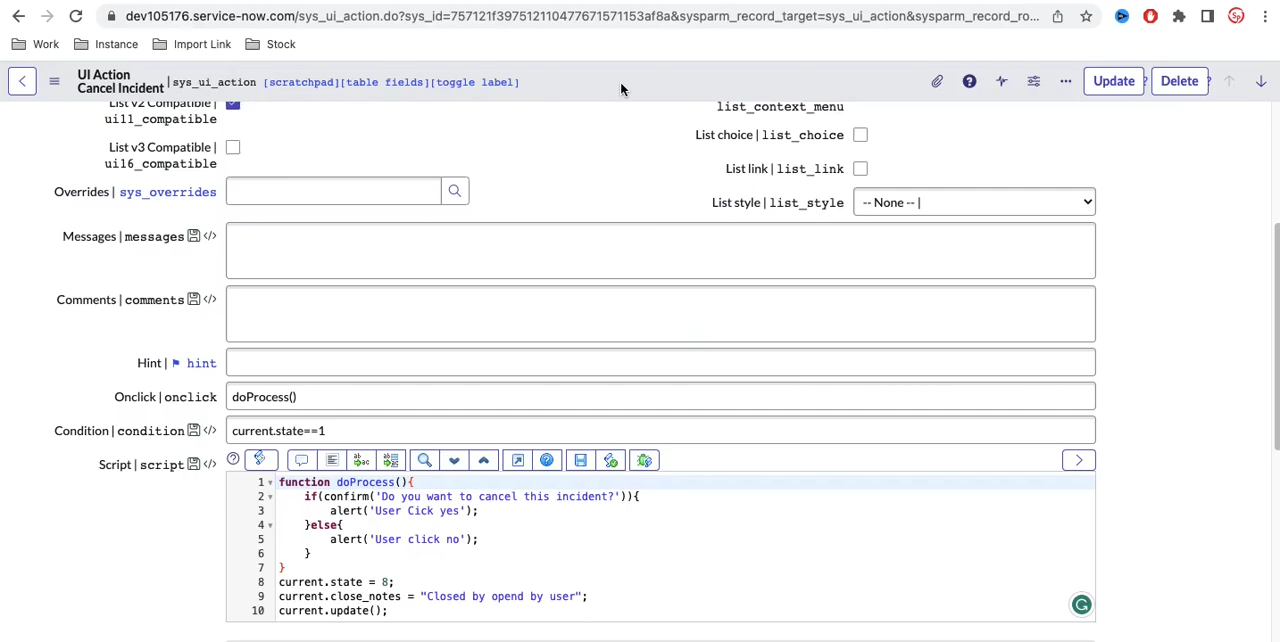 dev105176.service-now.com/sys_ui_action.do?sys_id=757121f397512110477671571153af8a&sysparm_record_target=sys_ui_action&sysparm_record_ro...
Work Instance Import Link Stock
UI Action
Cancel Incident | sys_ui_action [scratchpad][table fields][toggle label]
Update Delete
List v2 Compatible |
ui11_compatible
list_context_menu
List choice | list_choice
List v3 Compatible |
ui16_compatible
List link | list_link
Overrides | sys_overrides
List style | list_style -- None -- |
Messages | messages </>
Comments | comments </>
Hint | hint
Onclick | onclick doProcess()
Condition | condition </> current.state==1
Script | script </>
1 function doProcess(){
2 if(confirm('Do you want to cancel this incident?')){
3 alert('User Cick yes');
4 }else{
5 alert('User click no');
6 }
7 }
8 current.state = 8;
9 current.close_notes = "Closed by opend by user";
10 current.update();